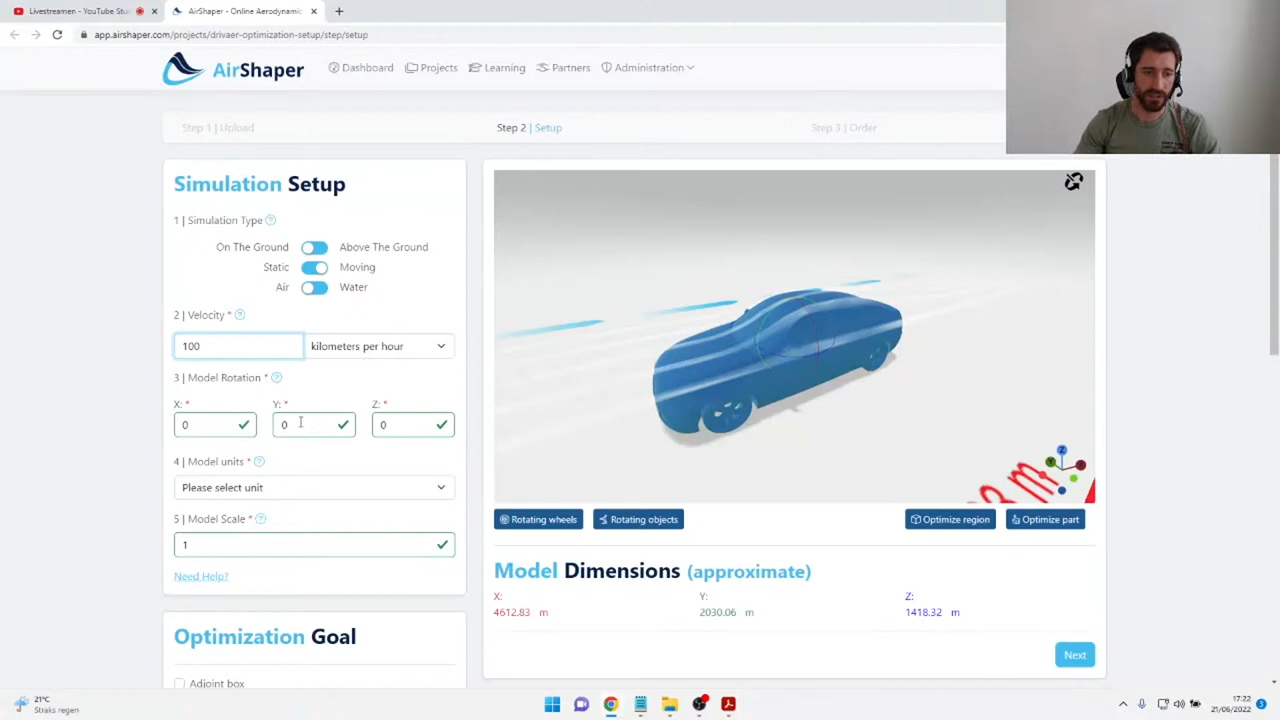 Livestreamen - YouTube Stu
AirShaper - Online Aerodynamic
app.airshaper.com/projects/drivaer-optimization-setup/step/setup
AirShaper
Dashboard
Projects
Learning
Partners
Administration
Step 1 | Upload
Step 2 | Setup
Step 3 | Order
Simulation Setup
1 | Simulation Type
On The Ground
Above The Ground
Static
Moving
Air
Water
2 | Velocity *
100
kilometers per hour
3 | Model Rotation *
X: *
Y: *
Z: *
0
0
0
4 | Model units *
Please select unit
5 | Model Scale *
1
Need Help?
Optimization Goal
Adjoint box
Rotating wheels
Rotating objects
Optimize region
Optimize part
Model Dimensions (approximate)
X:
Y:
Z:
4612.83 m
2030.06 m
1418.32 m
Next
21°C
Straks regen
17:22
21/06/2022
3